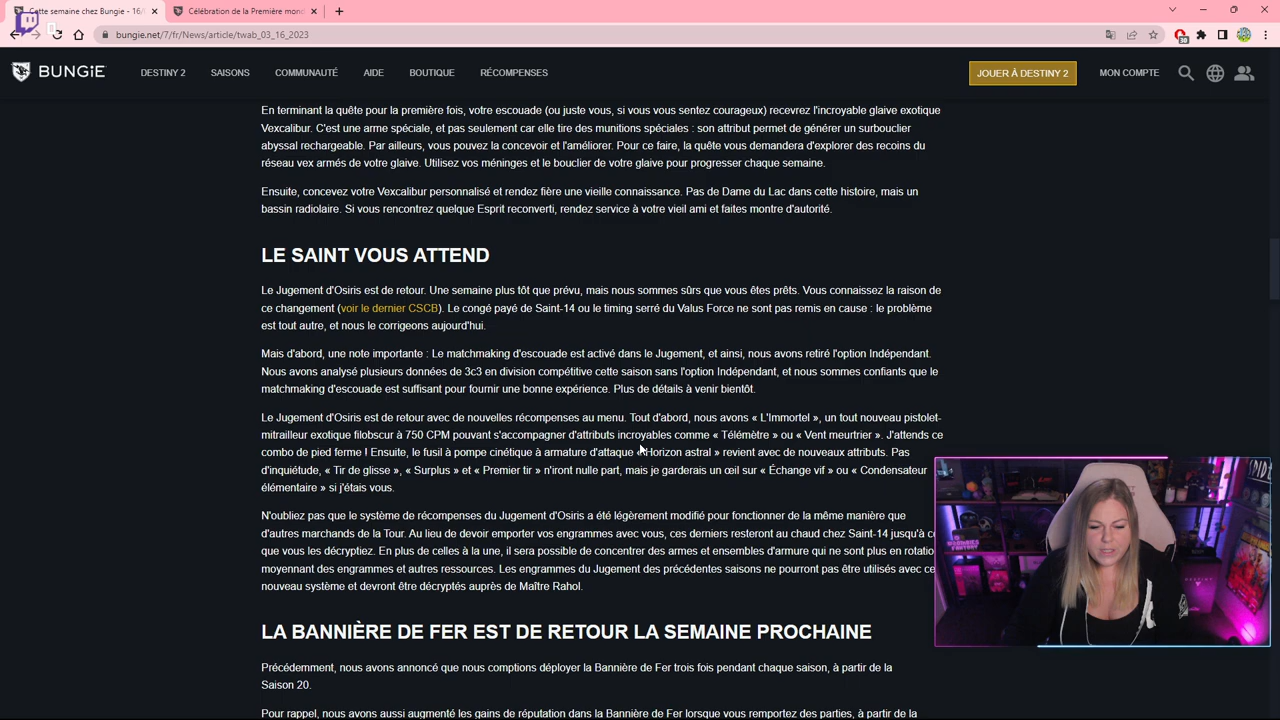 Cette semaine chez Bungie - 16/
Célébration de la Première mond
bungie.net/7/fr/News/article/twab_03_16_2023
BUNGiE
DESTINY 2
SAISONS
COMMUNAUTÉ
AIDE
BOUTIQUE
RÉCOMPENSES
JOUER À DESTINY 2
MON COMPTE
En terminant la quête pour la première fois, votre escouade (ou juste vous, si vous vous sentez courageux) recevrez l'incroyable glaive exotique
Vexcalibur. C'est une arme spéciale, et pas seulement car elle tire des munitions spéciales : son attribut permet de générer un surbouclier
abyssal rechargeable. Par ailleurs, vous pouvez la concevoir et l'améliorer. Pour ce faire, la quête vous demandera d'explorer des recoins du
réseau vex armés de votre glaive. Utilisez vos méninges et le bouclier de votre glaive pour progresser chaque semaine.
Ensuite, concevez votre Vexcalibur personnalisé et rendez fière une vieille connaissance. Pas de Dame du Lac dans cette histoire, mais un
bassin radiolaire. Si vous rencontrez quelque Esprit reconverti, rendez service à votre vieil ami et faites montre d'autorité.
LE SAINT VOUS ATTEND
Le Jugement d'Osiris est de retour. Une semaine plus tôt que prévu, mais nous sommes sûrs que vous êtes prêts. Vous connaissez la raison de
ce changement (voir le dernier CSCB). Le congé payé de Saint-14 ou le timing serré du Valus Force ne sont pas remis en cause : le problème
est tout autre, et nous le corrigeons aujourd'hui.
Mais d'abord, une note importante : Le matchmaking d'escouade est activé dans le Jugement, et ainsi, nous avons retiré l'option Indépendant.
Nous avons analysé plusieurs données de 3c3 en division compétitive cette saison sans l'option Indépendant, et nous sommes confiants que le
matchmaking d'escouade est suffisant pour fournir une bonne expérience. Plus de détails à venir bientôt.
Le Jugement d'Osiris est de retour avec de nouvelles récompenses au menu. Tout d'abord, nous avons « L'Immortel », un tout nouveau pistolet-
mitrailleur exotique filobscur à 750 CPM pouvant s'accompagner d'attributs incroyables comme « Télémètre » ou « Vent meurtrier ». J'attends ce
combo de pied ferme ! Ensuite, le fusil à pompe cinétique à armature d'attaque « Horizon astral » revient avec de nouveaux attributs. Pas
d'inquiétude, « Tir de glisse », « Surplus » et « Premier tir » n'iront nulle part, mais je garderais un œil sur « Échange vif » ou « Condensateur
élémentaire » si j'étais vous.
N'oubliez pas que le système de récompenses du Jugement d'Osiris a été légèrement modifié pour fonctionner de la même manière que
d'autres marchands de la Tour. Au lieu de devoir emporter vos engrammes avec vous, ces derniers resteront au chaud chez Saint-14 jusqu'à ce
que vous les décryptiez. En plus de celles à la une, il sera possible de concentrer des armes et ensembles d'armure qui ne sont plus en rotation
moyennant des engrammes et autres ressources. Les engrammes du Jugement des précédentes saisons ne pourront pas être utilisés avec ce
nouveau système et devront être décryptés auprès de Maître Rahol.
LA BANNIÈRE DE FER EST DE RETOUR LA SEMAINE PROCHAINE
Précédemment, nous avons annoncé que nous comptions déployer la Bannière de Fer trois fois pendant chaque saison, à partir de la
Saison 20.
Pour rappel, nous avons aussi augmenté les gains de réputation dans la Bannière de Fer lorsque vous remportez des parties, à partir de la